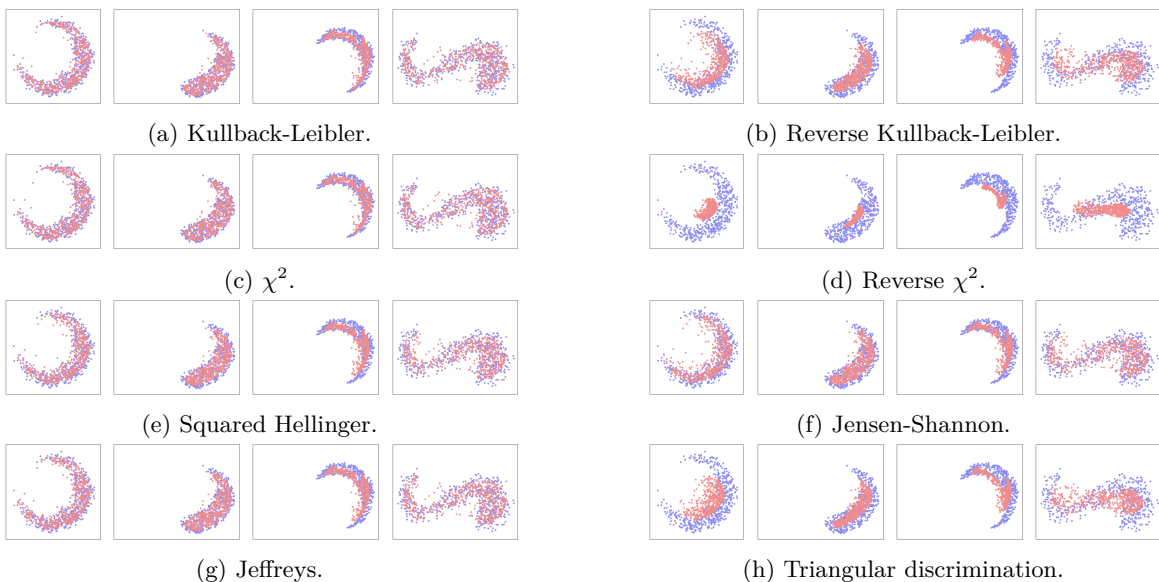 (a) Kullback-Leibler.
(b) Reverse Kullback-Leibler.
(c) χ².
(d) Reverse χ².
(e) Squared Hellinger.
(f) Jensen-Shannon.
(g) Jeffreys.
(h) Triangular discrimination.